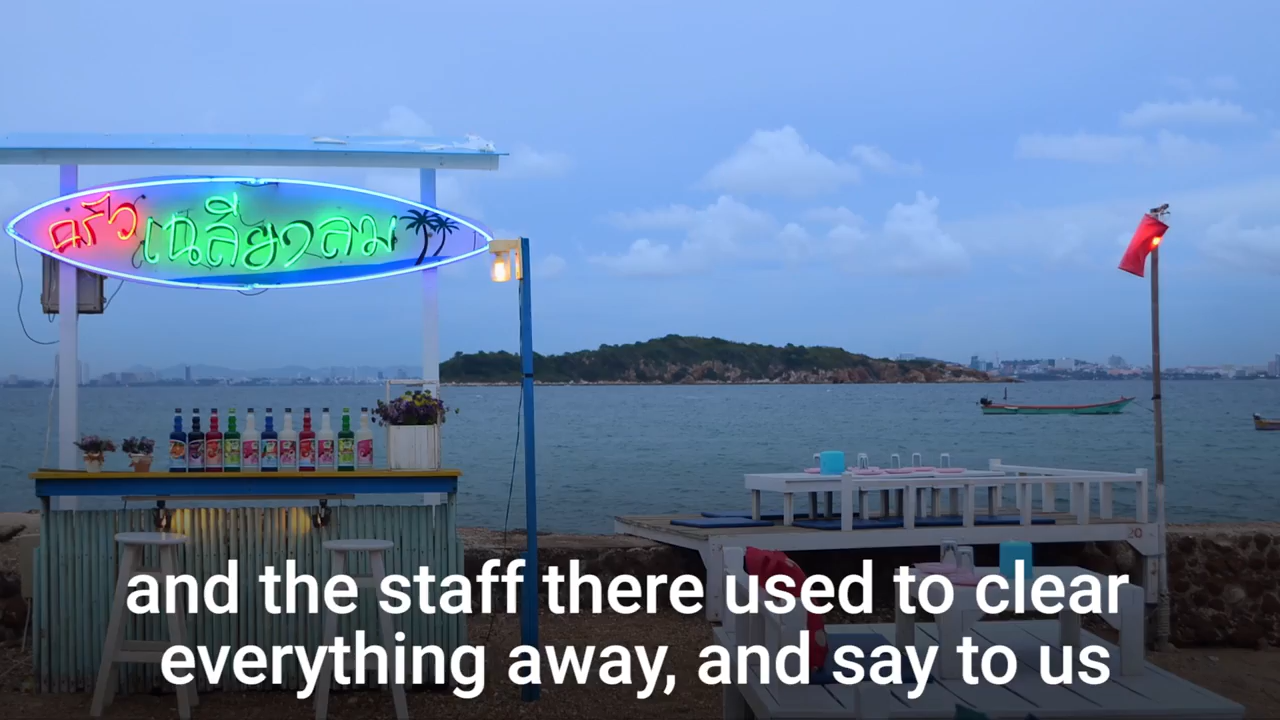 ครัวเฉลียงลม
and the staff there used to clear
everything away, and say to us
20